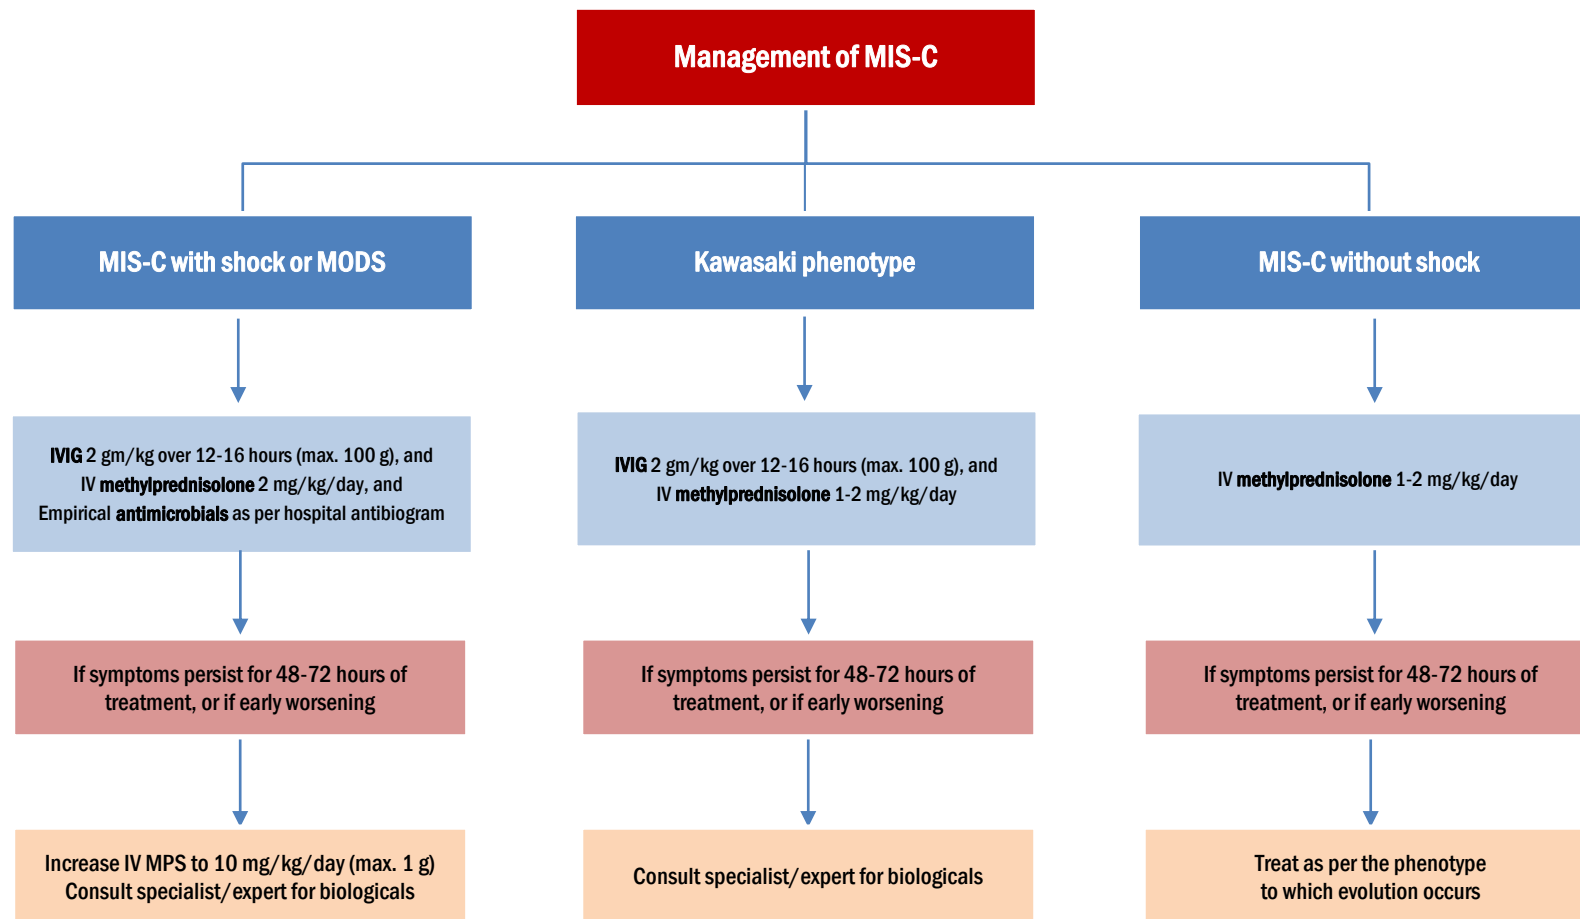 Management of MIS-C
MIS-C with shock or MODS
Kawasaki phenotype
MIS-C without shock
IVIG 2 gm/kg over 12-16 hours (max. 100 g), and
IV methylprednisolone 2 mg/kg/day, and
Empirical antimicrobials as per hospital antibiogram
IVIG 2 gm/kg over 12-16 hours (max. 100 g), and
IV methylprednisolone 1-2 mg/kg/day
IV methylprednisolone 1-2 mg/kg/day
If symptoms persist for 48-72 hours of
treatment, or if early worsening
If symptoms persist for 48-72 hours of
treatment, or if early worsening
If symptoms persist for 48-72 hours of
treatment, or if early worsening
Increase IV MPS to 10 mg/kg/day (max. 1 g)
Consult specialist/expert for biologicals
Consult specialist/expert for biologicals
Treat as per the phenotype
to which evolution occurs